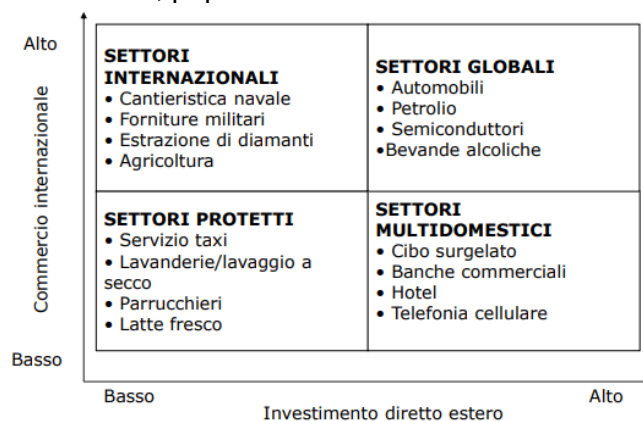 Alto
Commercio internazionale
Basso
SETTORI
INTERNAZIONALI
• Cantieristica navale
• Forniture militari
• Estrazione di diamanti
• Agricoltura
SETTORI GLOBALI
• Automobili
• Petrolio
• Semiconduttori
•Bevande alcoliche
SETTORI PROTETTI
• Servizio taxi
• Lavanderie/lavaggio a
secco
• Parrucchieri
• Latte fresco
SETTORI
MULTIDOMESTICI
• Cibo surgelato
• Banche commerciali
• Hotel
• Telefonia cellulare
Basso
Alto
Investimento diretto estero